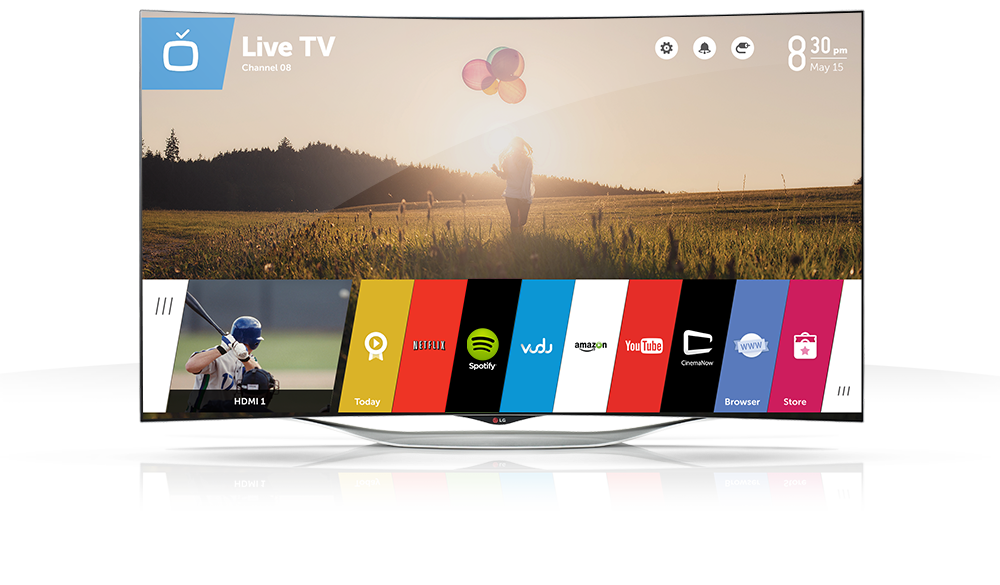 Live TV
Channel 08
8 30 pm
May 15
HDMI 1
Today
NETFLIX
Spotify
vudu
amazon
YouTube
CinemaNow
www
Browser
Store
LG